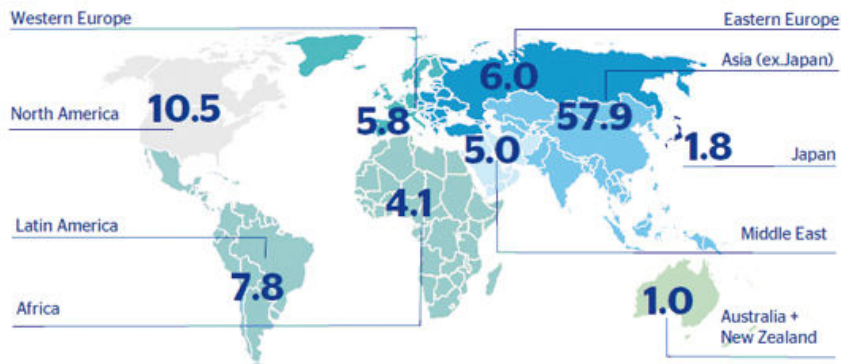 Western Europe
Eastern Europe
6.0
Asia (ex.Japan)
10.5
57.9
North America
5.8
5.0
1.8
Japan
4.1
Latin America
Middle East
7.8
1.0
Africa
Australia +
New Zealand